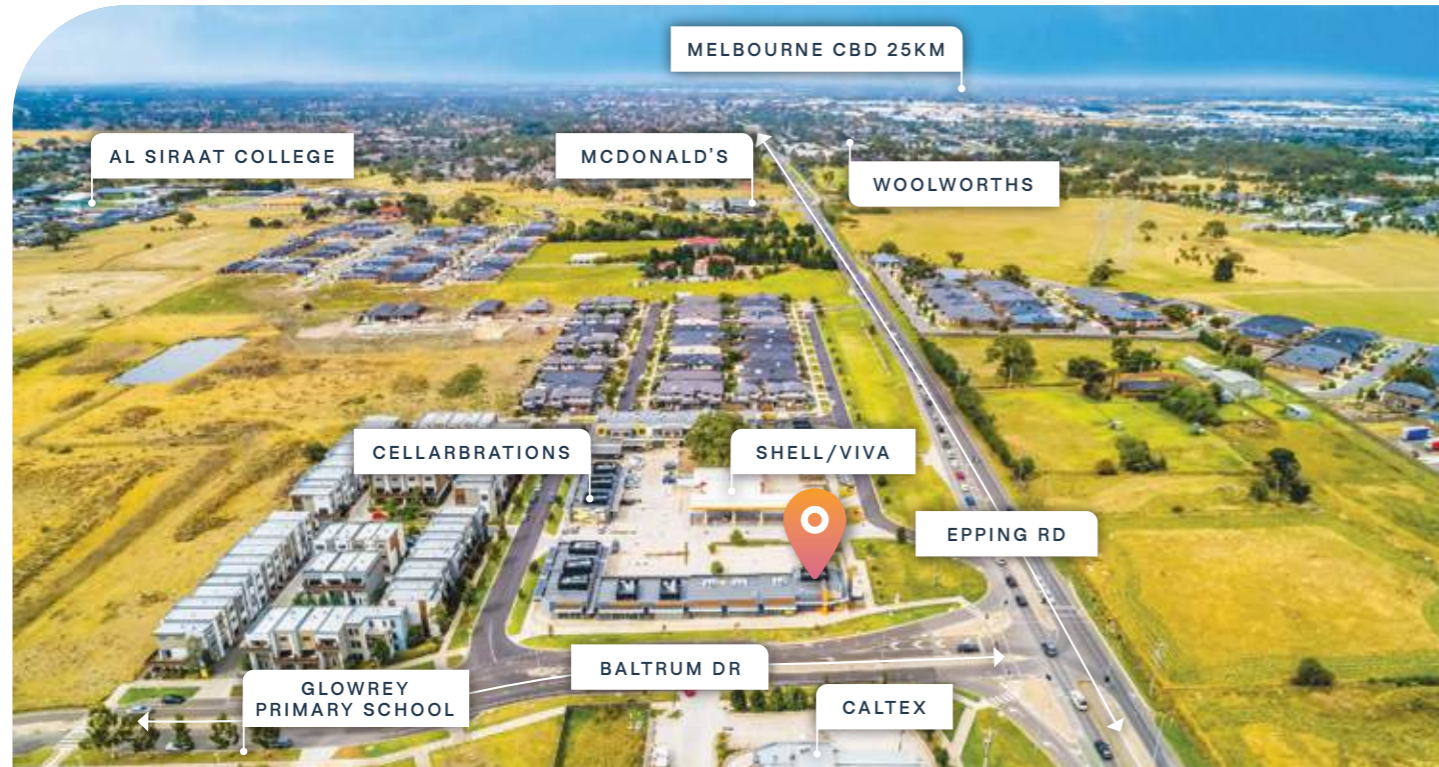 MELBOURNE CBD 25KM
AL SIRAAT COLLEGE
MCDONALD'S
WOOLWORTHS
CELLARBRATIONS
SHELL/VIVA
EPPING RD
BALTRUM DR
GLOWREY
PRIMARY SCHOOL
CALTEX